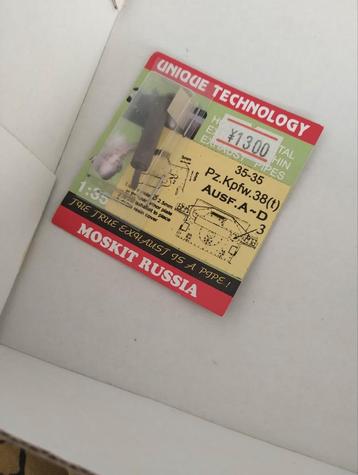 UNIQUE TECHNOLOGY
¥1300
EXHAUST PIPES
35-35
Pz.Kpfw.38(t)
AUSF.A-D
3
1:35
THE TRUE EXHAUST IS A PIPE !
MOSKIT RUSSIA